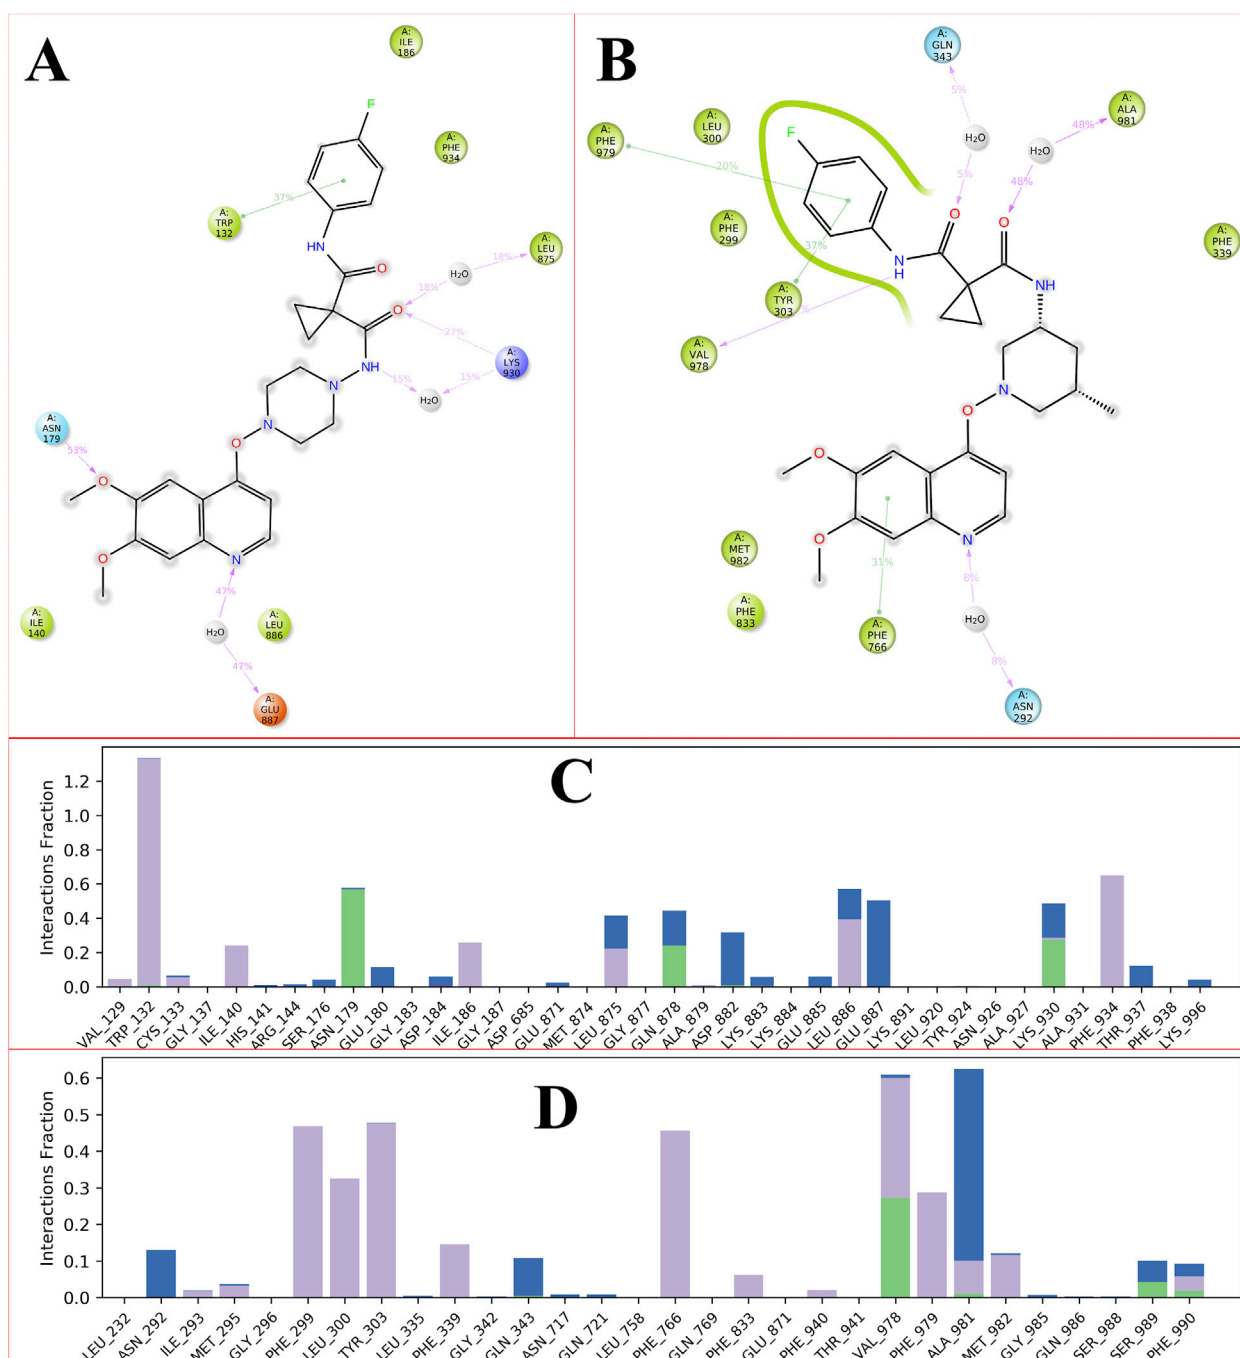 A
A:
ILE
186
F
A:
PHE
934
37%
A:
TRP
132
HN
O
18%
A:
LEU
875
H₂O
18%
O
27%
A:
LYS
930
NH
15%
15%
H₂O
N
N
A:
ASN
179
53%
O
O
O
N
47%
A:
ILE
140
H₂O
A:
LEU
886
47%
A:
GLU
887
B
A:
GLN
343
5%
A:
ALA
981
48%
H₂O
H₂O
A:
LEU
300
F
A:
PHE
979
20%
5%
48%
O
O
A:
PHE
299
37%
A:
PHE
339
N
H
NH
A:
TYR
303
%
A:
VAL
978
N
O
O
O
N
A:
MET
982
31%
8%
A:
PHE
833
H₂O
A:
PHE
766
8%
A:
ASN
292
C
Interactions Fraction
1.2
1.0
0.8
0.6
0.4
0.2
0.0
VAL_129
TRP_132
CYS_133
GLY_137
ILE_140
HIS_141
ARG_144
SER_176
ASN_179
GLU_180
GLY_183
ASP_184
ILE_186
GLY_187
ASP_685
GLU_871
MET_874
LEU_875
GLY_877
GLN_878
ALA_879
ASP_882
LYS_883
LYS_884
GLU_885
LEU_886
GLU_887
LYS_891
LEU_920
TYR_924
ASN_926
ALA_927
LYS_930
ALA_931
PHE_934
THR_937
PHE_938
LYS_996
D
Interactions Fraction
0.6
0.5
0.4
0.3
0.2
0.1
0.0
LEU_232
ASN_292
ILE_293
MET_295
GLY_296
PHE_299
LEU_300
TYR_303
LEU_335
PHE_339
GLY_342
GLN_343
ASN_717
GLN_721
LEU_758
PHE_766
GLN_769
PHE_833
GLU_871
PHE_940
THR_941
VAL_978
PHE_979
ALA_981
MET_982
GLY_985
GLN_986
SER_988
SER_989
PHE_990